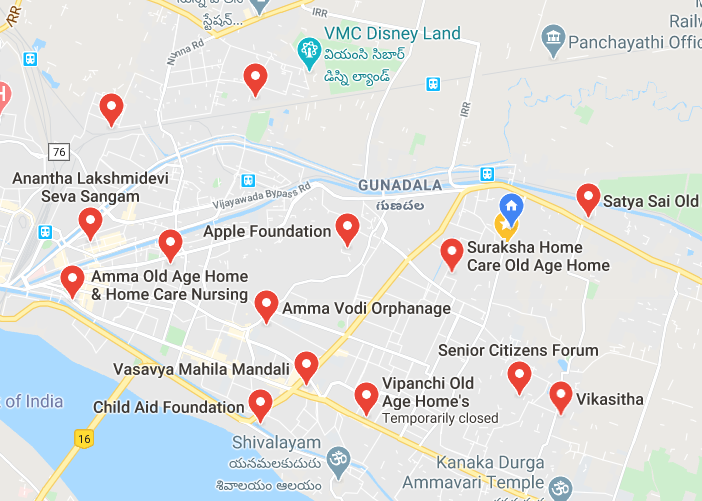 IRR
స్టేషన్...
Nunna Rd
VMC Disney Land
వియంసి సిబార్
డిస్ని ల్యాండ్
IRR
Railw
Panchayathi Offic
H
76
IRR
Anantha Lakshmidevi
Seva Sangam
Vijayawada Bypass Rd
GUNADALA
గుణదల
Satya Sai Old
Apple Foundation
Suraksha Home
Care Old Age Home
Amma Old Age Home
& Home Care Nursing
Amma Vodi Orphanage
Senior Citizens Forum
Vasavya Mahila Mandali
Vipanchi Old
Age Home's
Temporarily closed
Vikasitha
of India
Child Aid Foundation
16
Shivalayam
యనమలకుదురు
శివాలయం ఆలయం
Kanaka Durga
Ammavari Temple